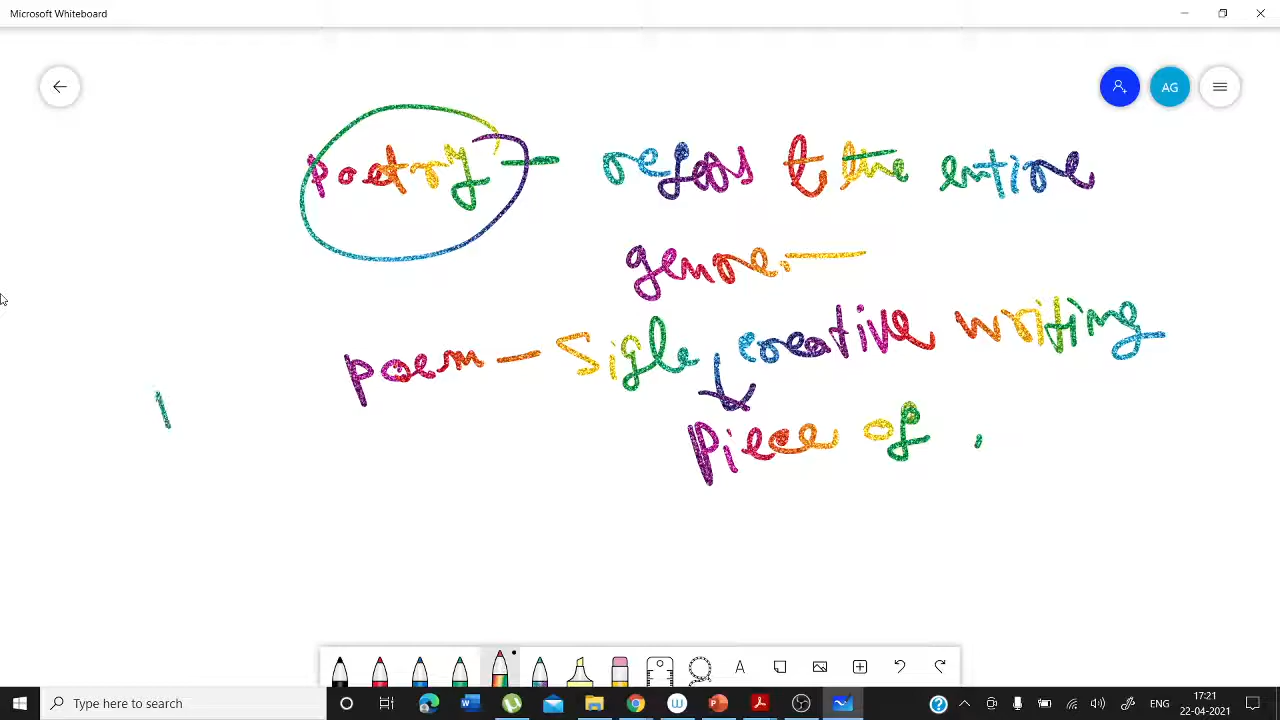 Microsoft Whiteboard
AG
poetry - refers to the entire
genre. -
poem - Sigle creative writing
piece of
Type here to search
ENG
17:21
22-04-2021